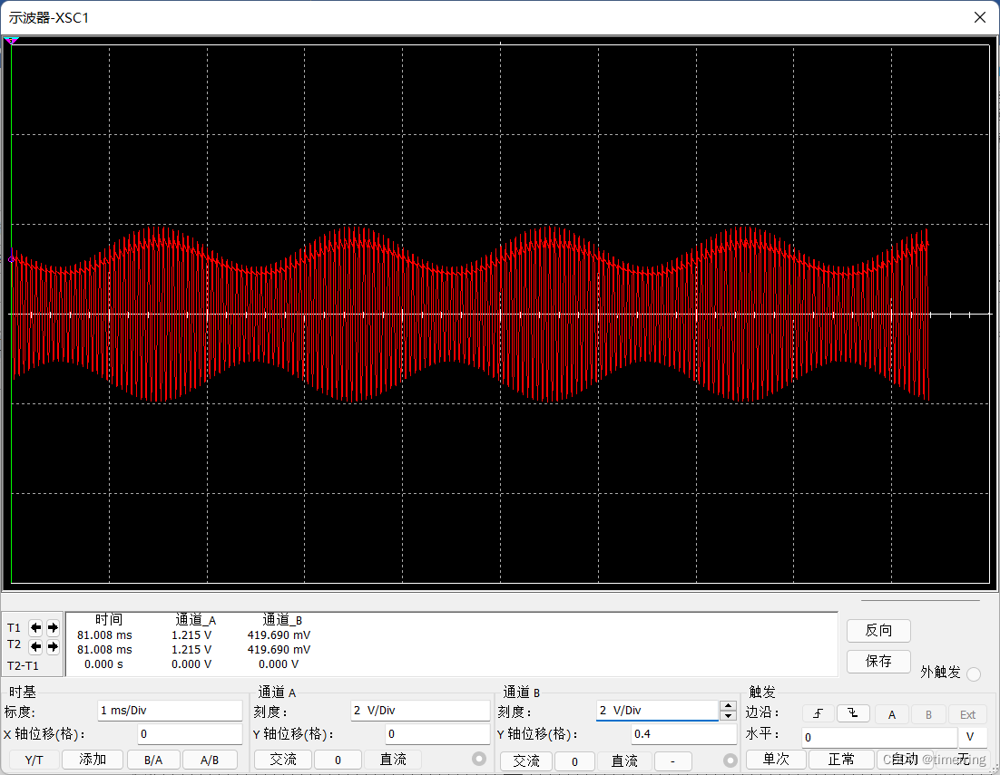 示波器-XSC1
时间 通道_A 通道_B
T1 81.008 ms 1.215 V 419.690 mV
T2 81.008 ms 1.215 V 419.690 mV
T2-T1 0.000 s 0.000 V 0.000 V
反向
保存
外触发
时基
标度: 1 ms/Div
X 轴位移(格): 0
Y/T 添加 B/A A/B
通道 A
刻度: 2 V/Div
Y 轴位移(格): 0
交流 0 直流
通道 B
刻度: 2 V/Div
Y 轴位移(格): 0.4
交流 0 直流 -
触发
边沿: A B Ext
水平: 0 V
单次 正常 自动 无
CSDN @timerring